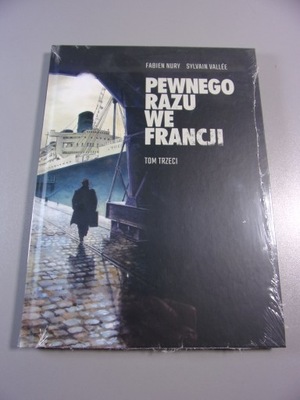 FABIEN NURY SYLVAIN VALLÉE
PEWNEGO
RAZU
WE
FRANCJI
TOM TRZECI